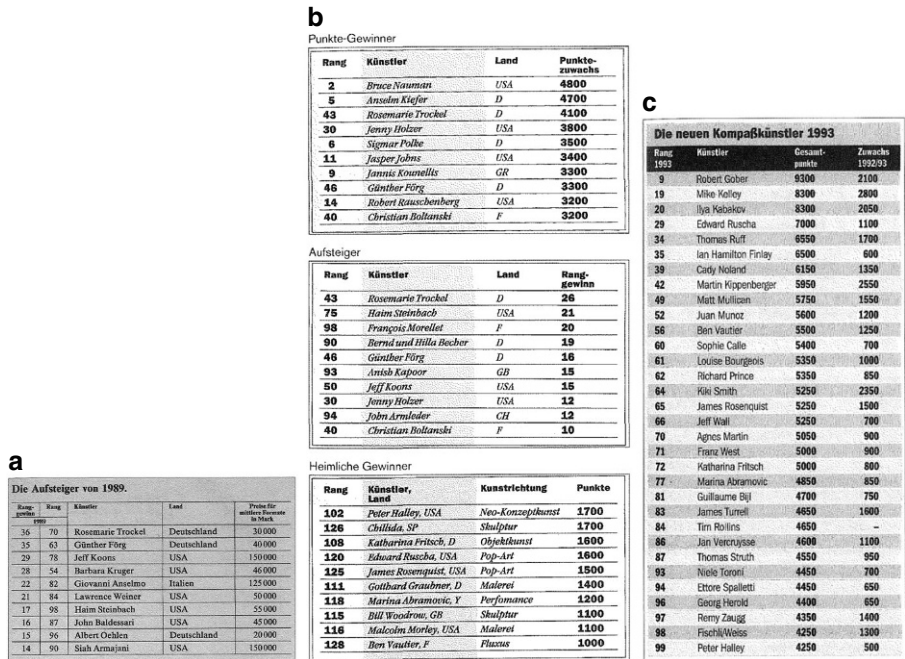 a
Die Aufsteiger von 1989.
Rang-gewinn Rang Künstler Land Preise für mittlere Formate in Mark
1989
36 70 Rosemarie Trockel Deutschland 30000
35 63 Günther Förg Deutschland 40000
29 78 Jeff Koons USA 150000
28 54 Barbara Kruger USA 46000
22 82 Giovanni Anselmo Italien 125000
21 84 Lawrence Weiner USA 50000
17 98 Haim Steinbach USA 55000
16 87 John Baldessari USA 45000
15 96 Albert Oehlen Deutschland 20000
14 90 Siah Armajani USA 150000
b
Punkte-Gewinner
Rang Künstler Land Punkte-zuwachs
2 Bruce Nauman USA 4800
5 Anselm Kiefer D 4700
43 Rosemarie Trockel D 4100
30 Jenny Holzer USA 3800
6 Sigmar Polke D 3500
11 Jasper Johns USA 3400
9 Jannis Kounellis GR 3300
46 Günther Förg D 3300
14 Robert Rauschenberg USA 3200
40 Christian Boltanski F 3200
Aufsteiger
Rang Künstler Land Rang-gewinn
43 Rosemarie Trockel D 26
75 Haim Steinbach USA 21
98 François Morellet F 20
90 Bernd und Hilla Becher D 19
46 Günther Förg D 16
93 Anish Kapoor GB 15
50 Jeff Koons USA 15
30 Jenny Holzer USA 12
94 John Armleder CH 12
40 Christian Boltanski F 10
Heimliche Gewinner
Rang Künstler, Land Kunstrichtung Punkte
102 Peter Halley, USA Neo-Konzeptkunst 1700
126 Chillida, SP Skulptur 1700
108 Katharina Fritsch, D Objektkunst 1600
120 Edward Ruscha, USA Pop-Art 1600
125 James Rosenquist, USA Pop-Art 1500
111 Gotthard Graubner, D Malerei 1400
118 Marina Abramovic, Y Perfomance 1200
115 Bill Woodrow, GB Skulptur 1100
116 Malcolm Morley, USA Malerei 1100
128 Ben Vautier, F Fluxus 1000
c
Die neuen Kompaßkünstler 1993
Rang 1993 Künstler Gesamt-punkte Zuwachs 1992/93
9 Robert Gober 9300 2100
19 Mike Kelley 8300 2800
20 Ilya Kabakov 8300 2050
29 Edward Ruscha 7000 1100
34 Thomas Ruff 6550 1700
35 Ian Hamilton Finlay 6500 600
39 Cady Noland 6150 1350
42 Martin Kippenberger 5950 2550
49 Matt Mullican 5750 1550
52 Juan Munoz 5600 1200
56 Ben Vautier 5500 1250
60 Sophie Calle 5400 700
61 Louise Bourgeois 5350 1000
62 Richard Prince 5350 850
64 Kiki Smith 5250 2350
65 James Rosenquist 5250 1500
66 Jeff Wall 5250 700
70 Agnes Martin 5050 900
71 Franz West 5000 900
72 Katharina Fritsch 5000 800
77 Marina Abramovic 4850 850
81 Guillaume Bijl 4700 750
83 James Turrell 4650 1600
84 Tim Rollins 4650 –
86 Jan Vercruysse 4600 1100
87 Thomas Struth 4550 950
93 Niele Toroni 4450 700
94 Ettore Spalletti 4450 650
96 Georg Herold 4400 650
97 Remy Zaugg 4350 1400
98 Fischli/Weiss 4250 1300
99 Peter Halley 4250 500